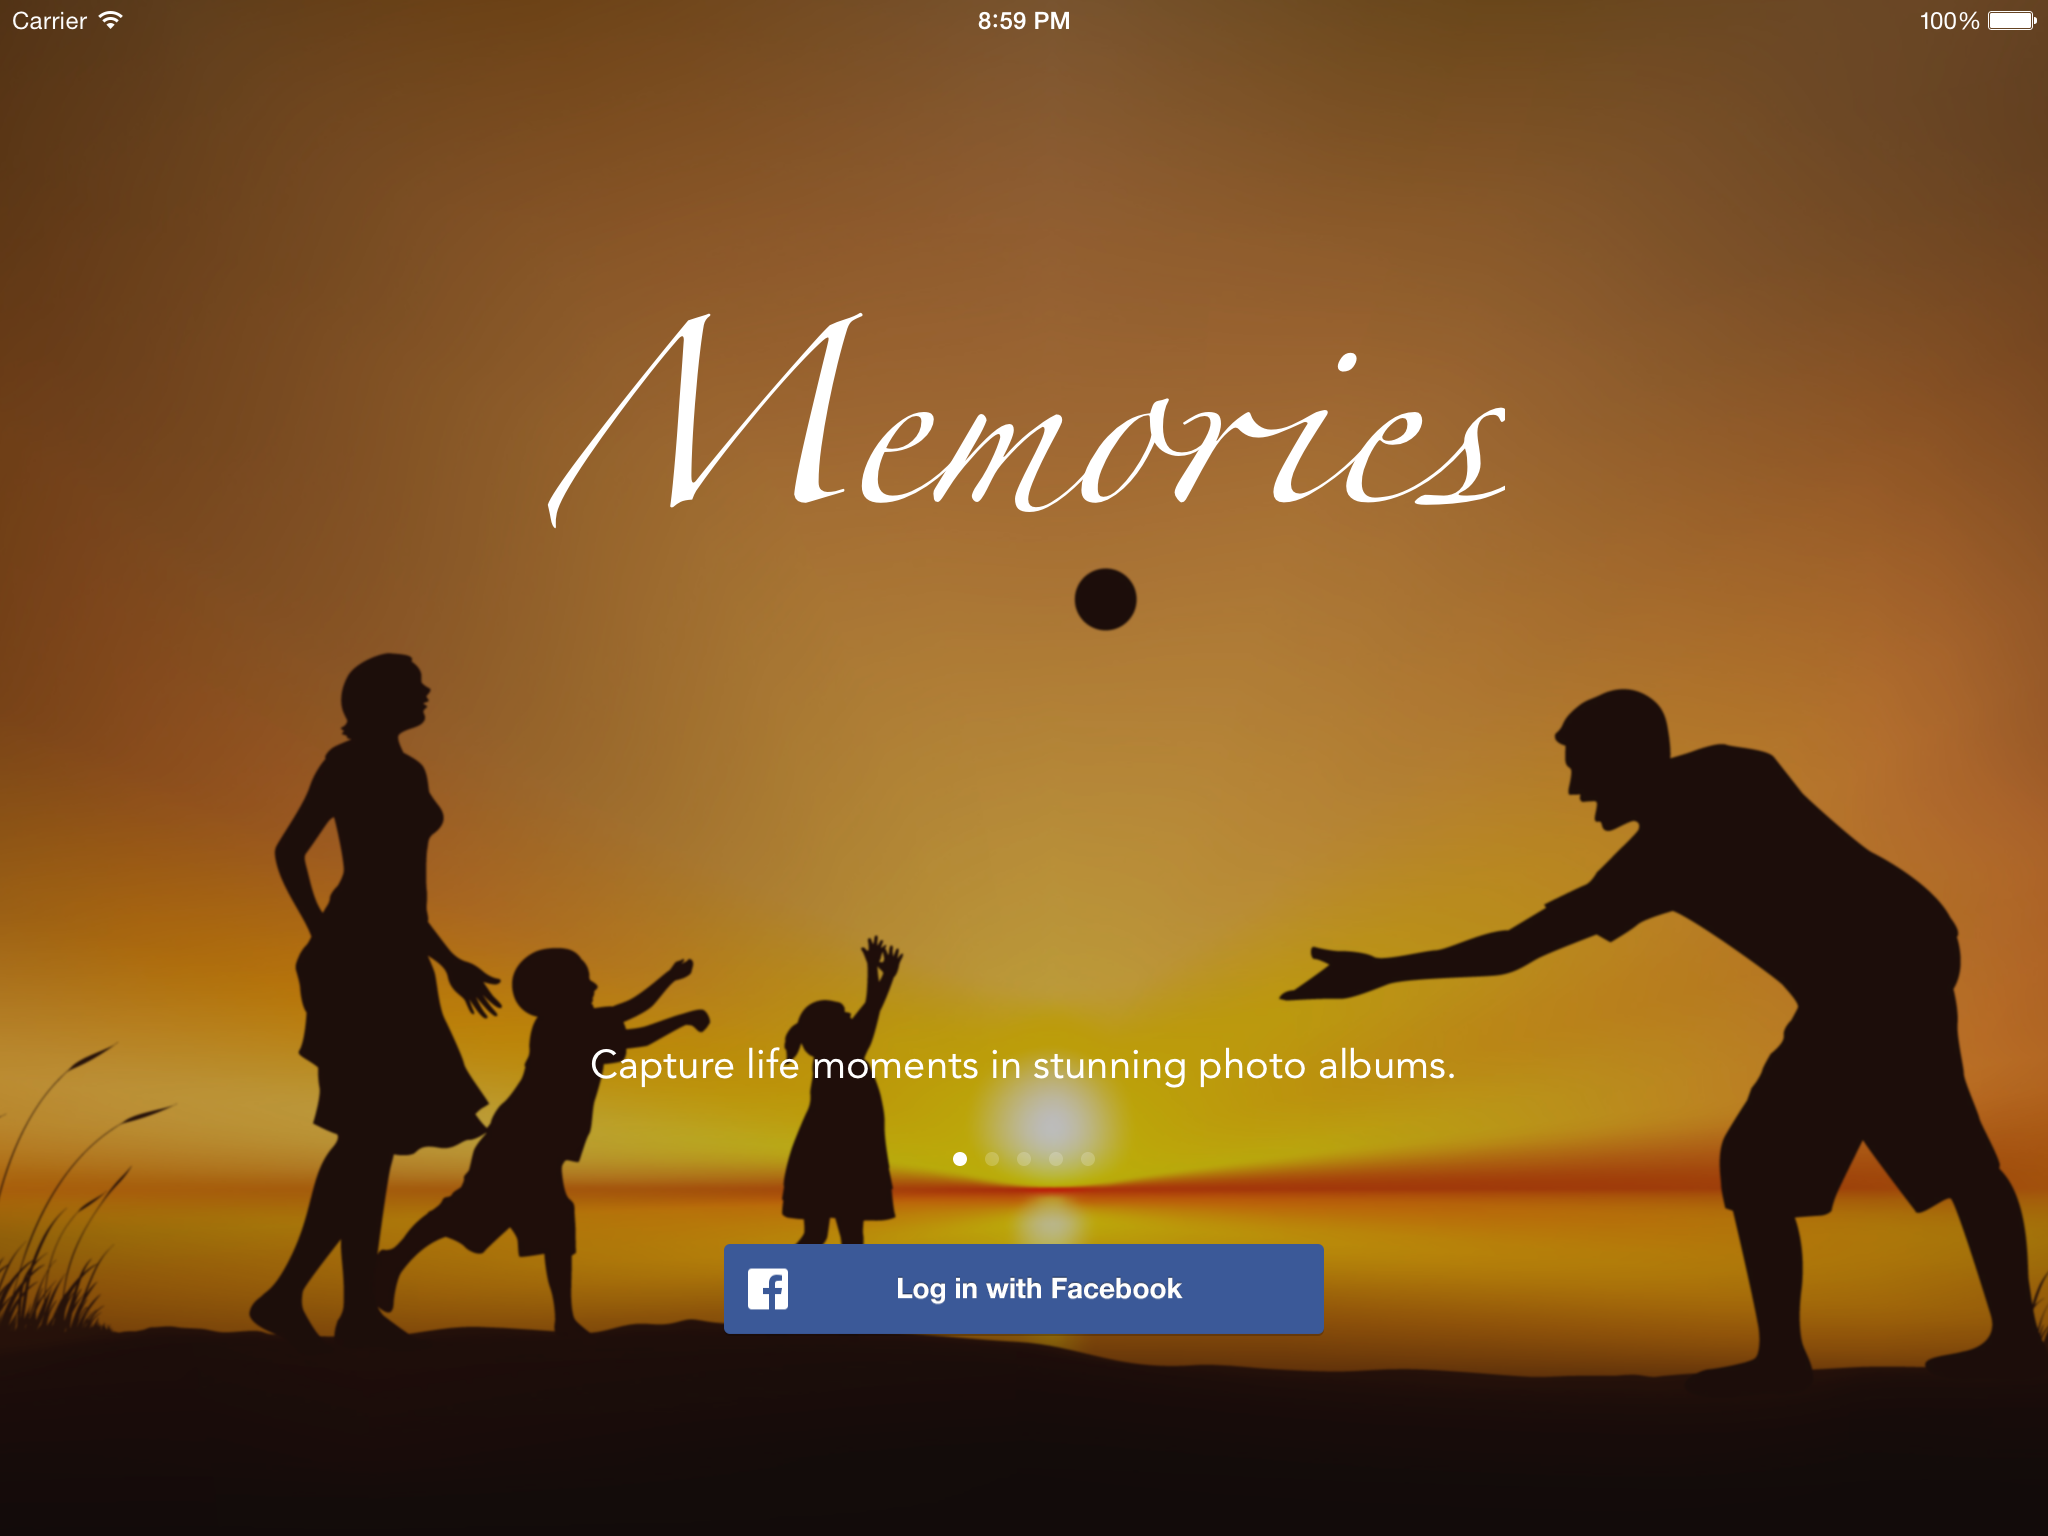 Carrier 8:59 PM 100%
Memories
Capture life moments in stunning photo albums.
Log in with Facebook